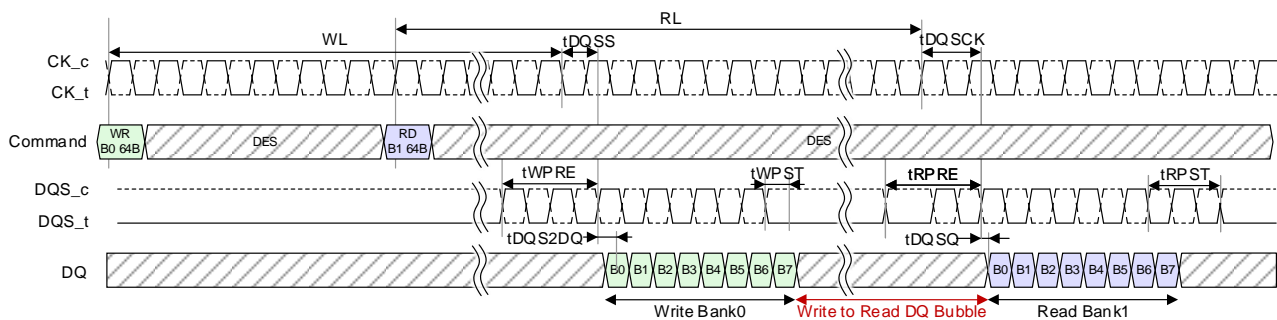 RL
WL
tDQSS
tDQSCK
CK_c
CK_t
Command
WR
B0 64B
DES
RD
B1 64B
DES
tWPRE
tWPST
tRPRE
tRPST
DQS_c
DQS_t
tDQS2DQ
tDQSQ
DQ
B0 B1 B2 B3 B4 B5 B6 B7
B0 B1 B2 B3 B4 B5 B6 B7
Write Bank0
Write to Read DQ Bubble
Read Bank1